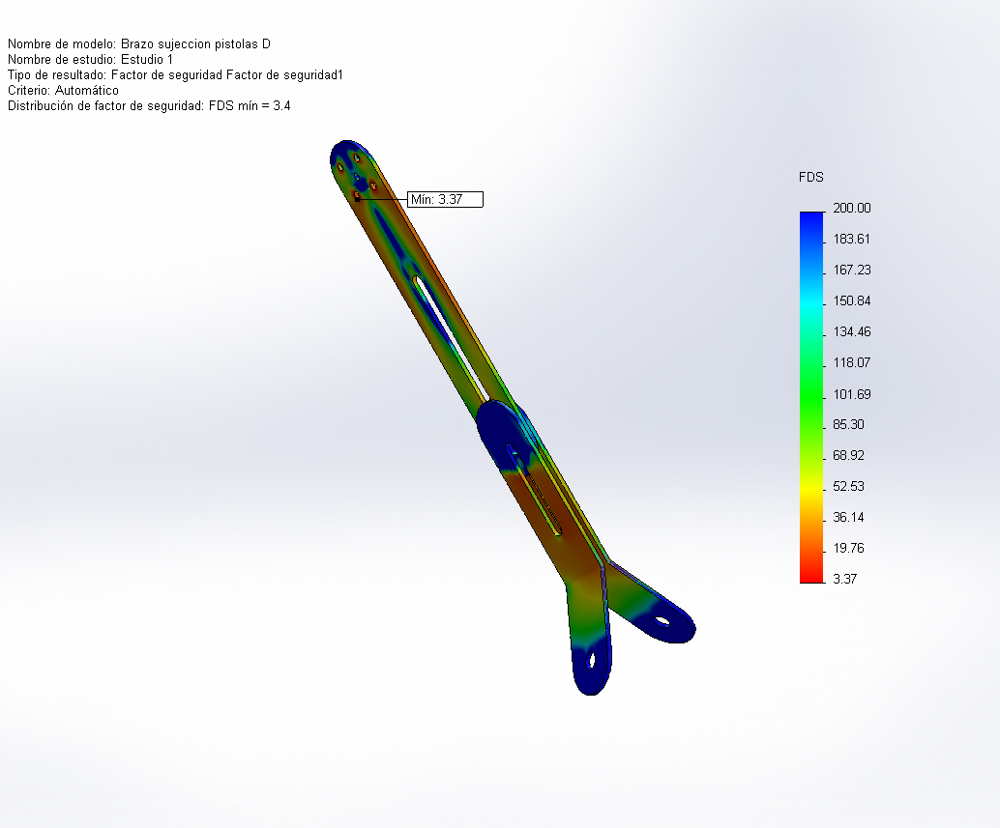 Nombre de modelo: Brazo sujeccion pistolas D
Nombre de estudio: Estudio 1
Tipo de resultado: Factor de seguridad Factor de seguridad1
Criterio: Automático
Distribución de factor de seguridad: FDS mín = 3.4
Mín: 3.37
FDS
200.00
183.61
167.23
150.84
134.46
118.07
101.69
85.30
68.92
52.53
36.14
19.76
3.37